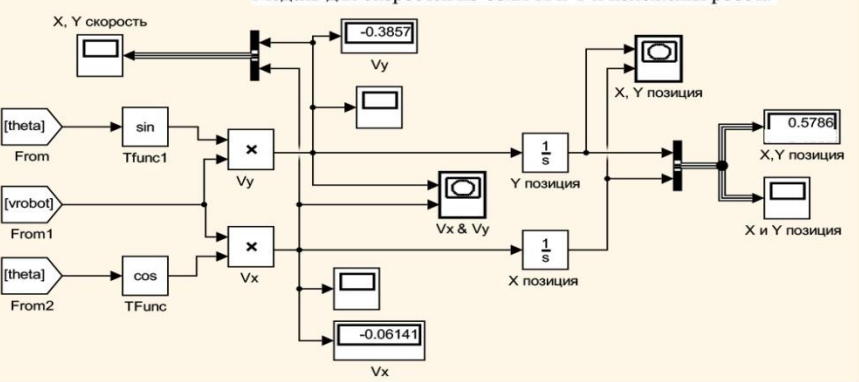 X, Y скорость
-0.3857
Vy
X, Y позиция
[theta]
From
sin
Tfunc1
×
Vy
1
s
Y позиция
0.5786
X,Y позиция
[vrobot]
From1
Vx & Vy
X и Y позиция
[theta]
From2
cos
TFunc
×
Vx
1
s
X позиция
-0.06141
Vx